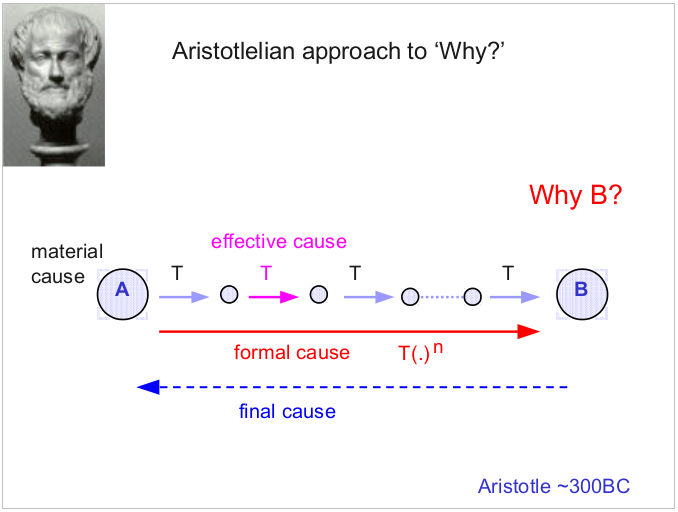 Aristotlelian approach to ‘Why?’
Why B?
effective cause
material
cause
T
T
T
T
A
B
formal cause
T(.)ⁿ
final cause
Aristotle ~300BC